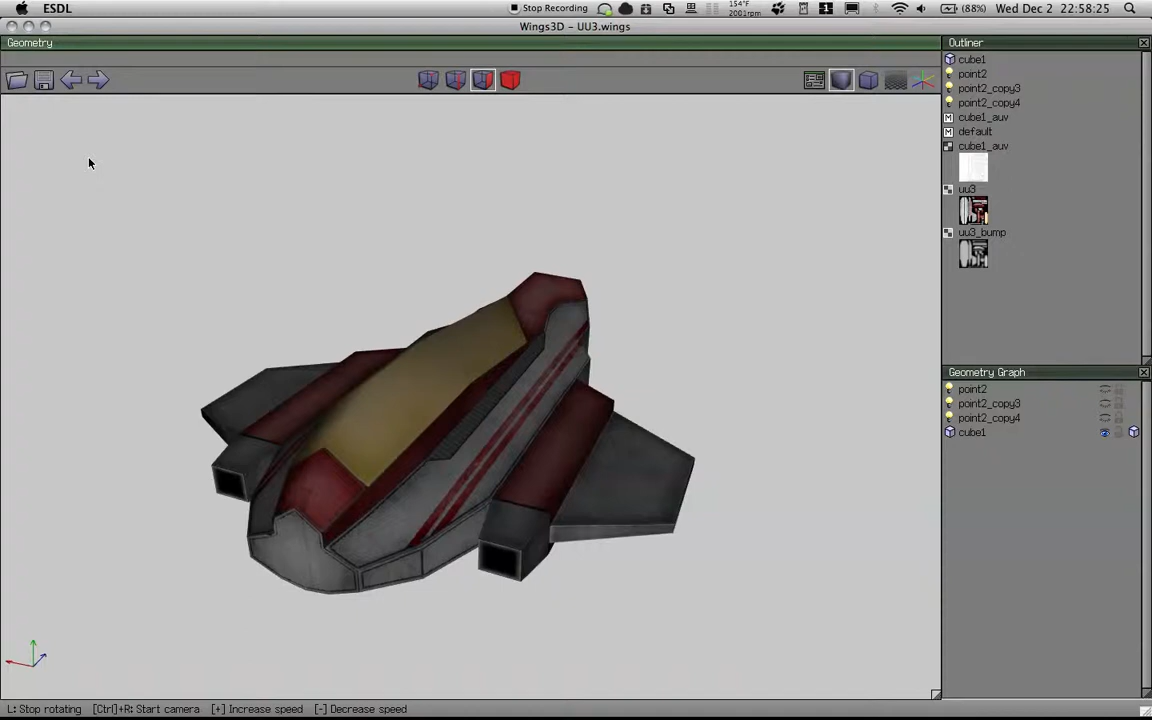 ESDL
Stop Recording
154°F
2001rpm
1
(88%)
Wed Dec 2 22:58:25
Wings3D - UU3.wings
Geometry
Outliner
cube1
point2
point2_copy3
point2_copy4
M cube1_auv
M default
cube1_auv
uu3
uu3_bump
Geometry Graph
point2
point2_copy3
point2_copy4
cube1
L: Stop rotating [Ctrl]+R: Start camera [+] Increase speed [-] Decrease speed